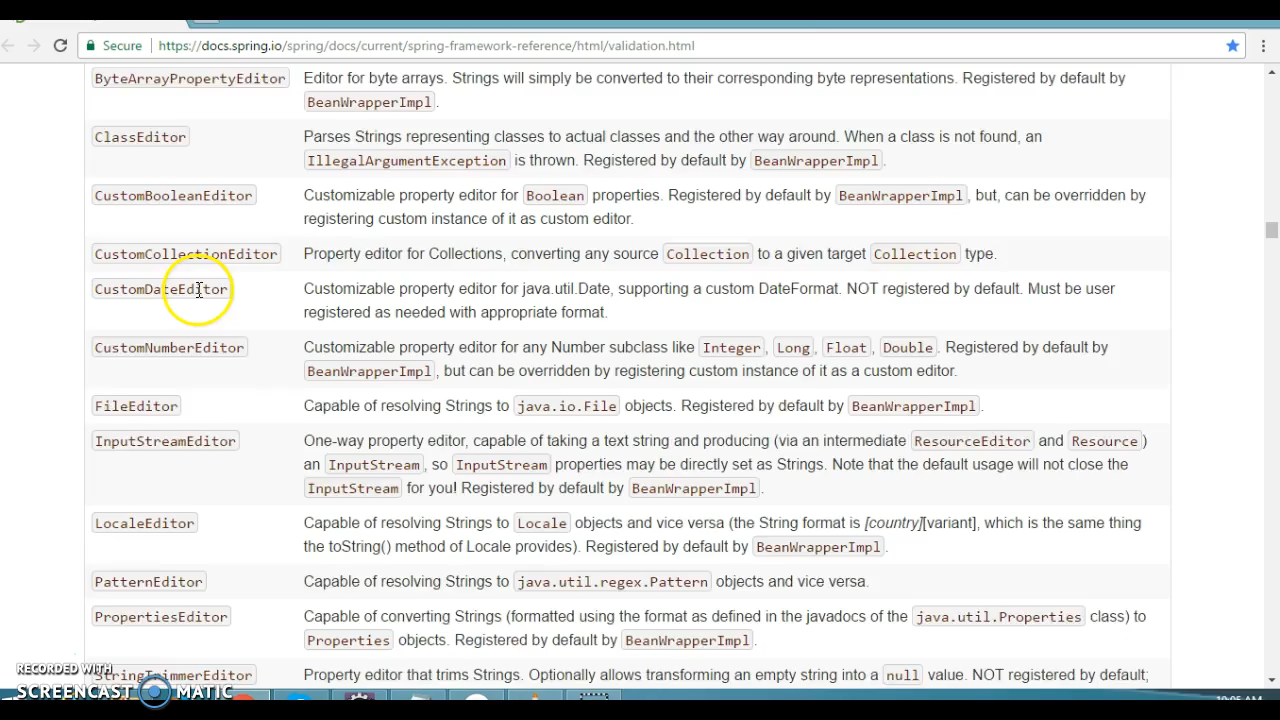 Secure https://docs.spring.io/spring/docs/current/spring-framework-reference/html/validation.html
ByteArrayPropertyEditor Editor for byte arrays. Strings will simply be converted to their corresponding byte representations. Registered by default by
BeanWrapperImpl.
ClassEditor Parses Strings representing classes to actual classes and the other way around. When a class is not found, an
IllegalArgumentException is thrown. Registered by default by BeanWrapperImpl.
CustomBooleanEditor Customizable property editor for Boolean properties. Registered by default by BeanWrapperImpl, but, can be overridden by
registering custom instance of it as custom editor.
CustomCollectionEditor Property editor for Collections, converting any source Collection to a given target Collection type.
CustomDateEditor Customizable property editor for java.util.Date, supporting a custom DateFormat. NOT registered by default. Must be user
registered as needed with appropriate format.
CustomNumberEditor Customizable property editor for any Number subclass like Integer, Long, Float, Double. Registered by default by
BeanWrapperImpl, but can be overridden by registering custom instance of it as a custom editor.
FileEditor Capable of resolving Strings to java.io.File objects. Registered by default by BeanWrapperImpl.
InputStreamEditor One-way property editor, capable of taking a text string and producing (via an intermediate ResourceEditor and Resource)
an InputStream, so InputStream properties may be directly set as Strings. Note that the default usage will not close the
InputStream for you! Registered by default by BeanWrapperImpl.
LocaleEditor Capable of resolving Strings to Locale objects and vice versa (the String format is [country][variant], which is the same thing
the toString() method of Locale provides). Registered by default by BeanWrapperImpl.
PatternEditor Capable of resolving Strings to java.util.regex.Pattern objects and vice versa.
PropertiesEditor Capable of converting Strings (formatted using the format as defined in the javadocs of the java.util.Properties class) to
Properties objects. Registered by default by BeanWrapperImpl.
StringTrimmerEditor Property editor that trims Strings. Optionally allows transforming an empty string into a null value. NOT registered by default;
RECORDED WITH
SCREENCAST MATIC